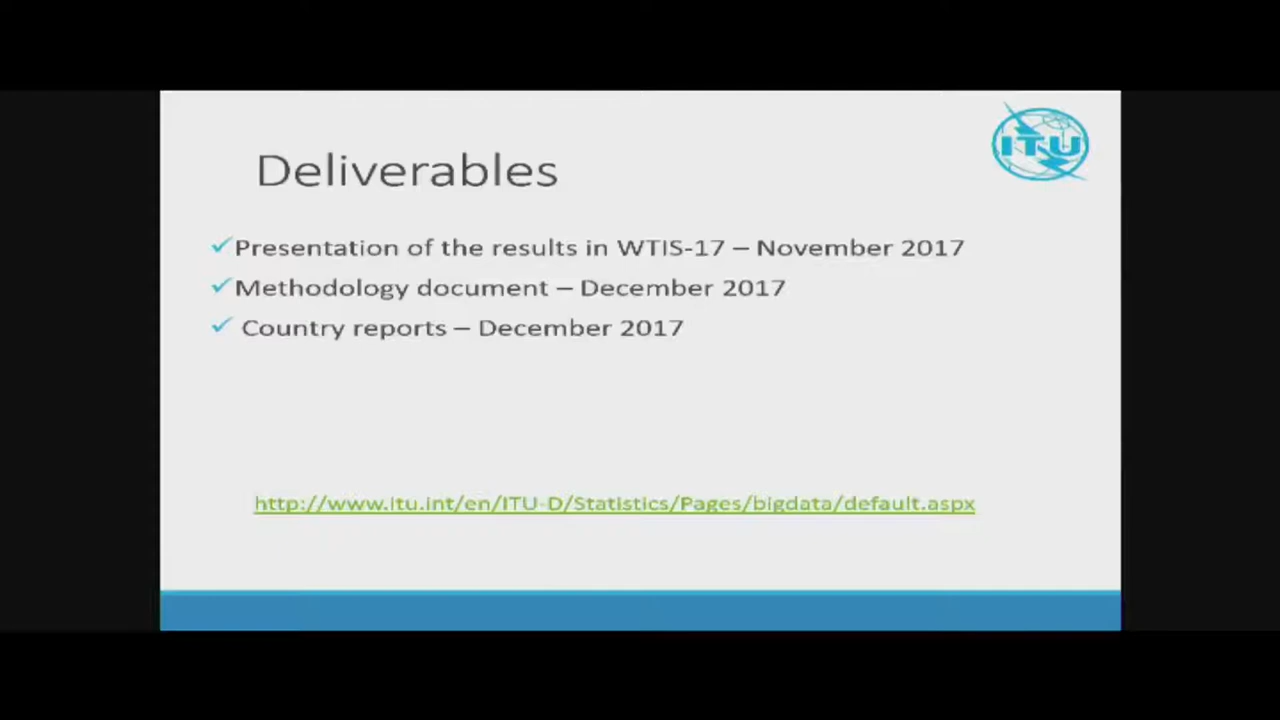 ITU
Deliverables
✓Presentation of the results in WTIS-17 – November 2017
✓Methodology document – December 2017
✓ Country reports – December 2017
http://www.itu.int/en/ITU-D/Statistics/Pages/bigdata/default.aspx